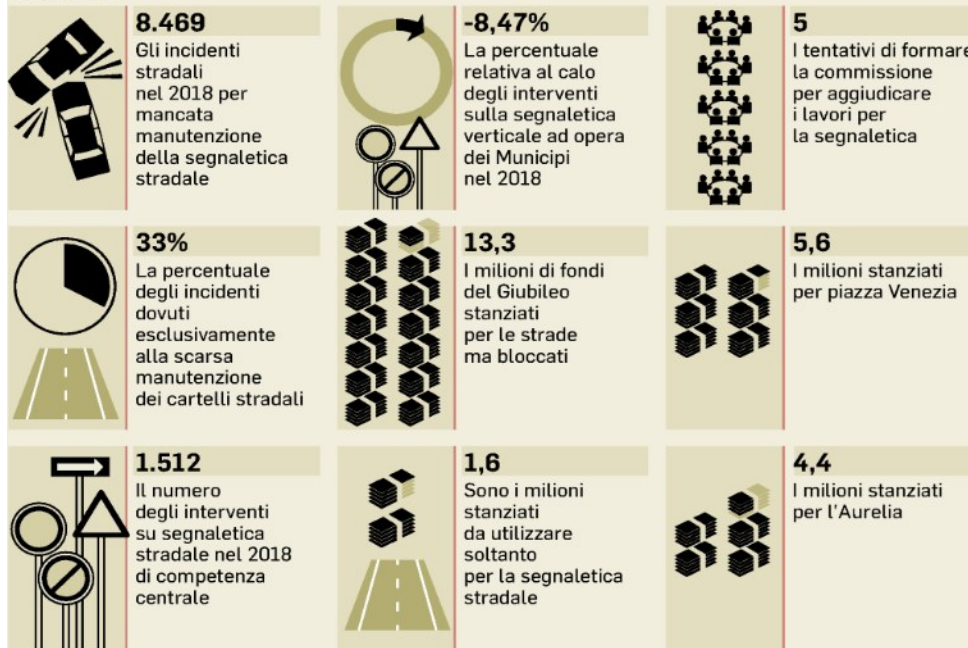 8.469
Gli incidenti
stradali
nel 2018 per
mancata
manutenzione
della segnaletica
stradale
-8,47%
La percentuale
relativa al calo
degli interventi
sulla segnaletica
verticale ad opera
dei Municipi
nel 2018
5
I tentativi di formare
la commissione
per aggiudicare
i lavori per
la segnaletica
33%
La percentuale
degli incidenti
dovuti
esclusivamente
alla scarsa
manutenzione
dei cartelli stradali
13,3
I milioni di fondi
del Giubileo
stanziati
per le strade
ma bloccati
5,6
I milioni stanziati
per piazza Venezia
1.512
Il numero
degli interventi
su segnaletica
stradale nel 2018
di competenza
centrale
1,6
Sono i milioni
stanziati
da utilizzare
soltanto
per la segnaletica
stradale
4,4
I milioni stanziati
per l'Aurelia